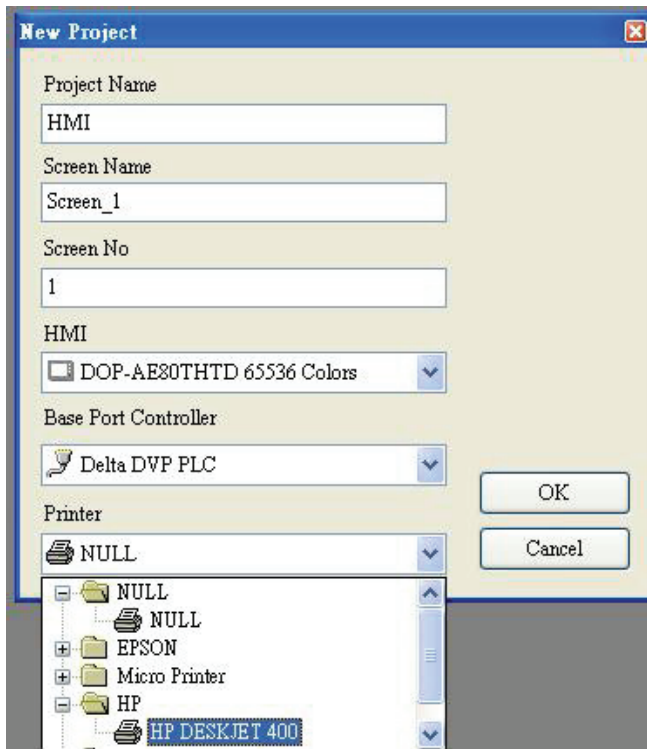 New Project
Project Name
HMI
Screen Name
Screen_1
Screen No
1
HMI
DOP-AE80THTD 65536 Colors
Base Port Controller
Delta DVP PLC
Printer
NULL
OK
Cancel
NULL
NULL
EPSON
Micro Printer
HP
HP DESKJET 400